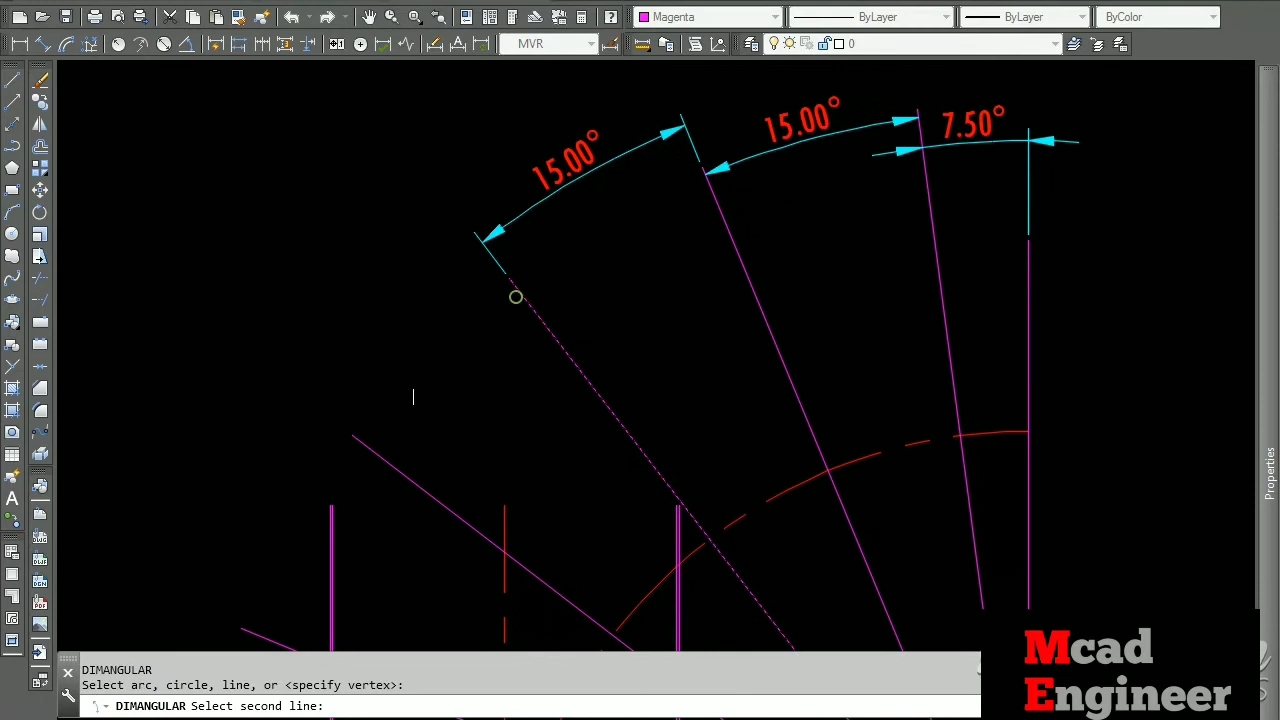 Magenta
ByLayer
ByLayer
ByColor
MVR
0
15.00°
15.00°
7.50°
Properties
DIMANGULAR
Select arc, circle, line, or <specify vertex>:
DIMANGULAR Select second line:
Mcad
Engineer